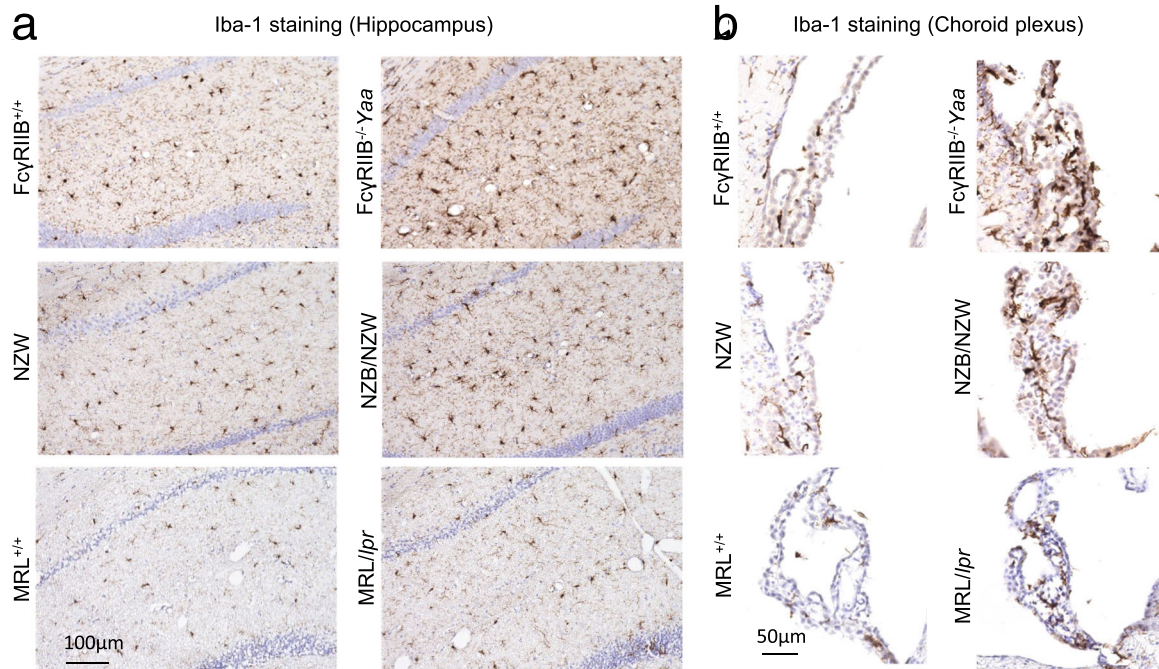 a
Iba-1 staining (Hippocampus)
b
Iba-1 staining (Choroid plexus)
FcγRIIB+/+
FcγRIIB-/-Yaa
FcγRIIB+/+
FcγRIIB-/-Yaa
NZW
NZB/NZW
NZW
NZB/NZW
MRL+/+
MRL/lpr
MRL+/+
MRL/lpr
100µm
50µm